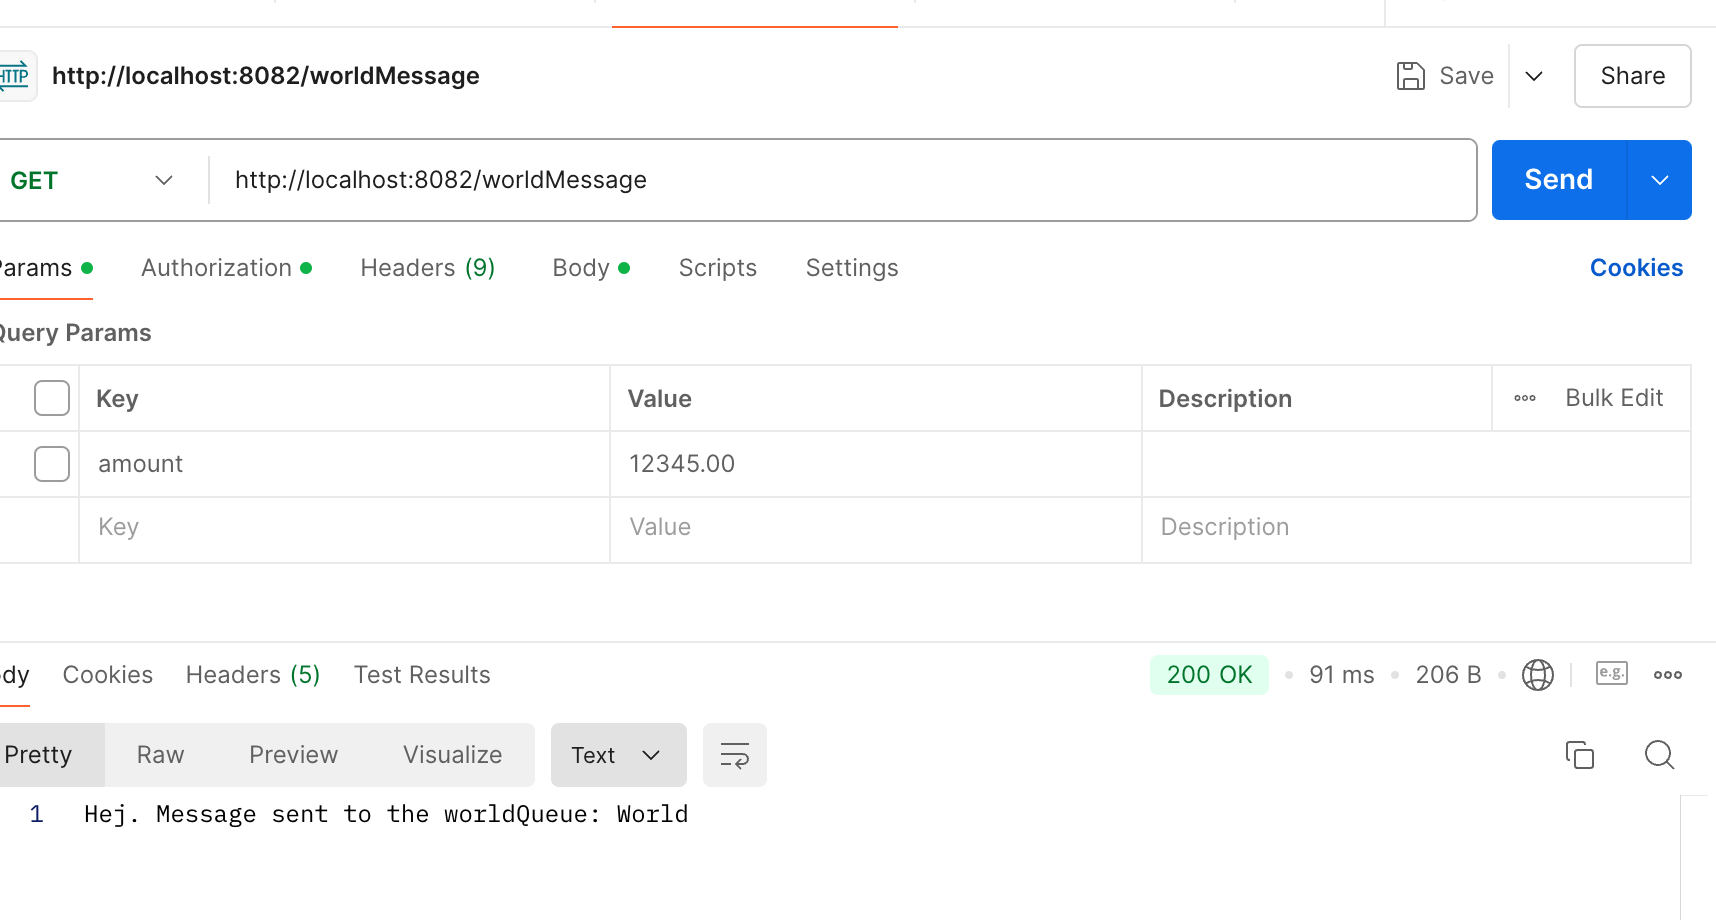 HTTP http://localhost:8082/worldMessage Save Share
GET http://localhost:8082/worldMessage Send
Params Authorization Headers (9) Body Scripts Settings Cookies
Query Params
Key Value Description Bulk Edit
amount 12345.00
Key Value Description
Body Cookies Headers (5) Test Results 200 OK 91 ms 206 B e.g.
Pretty Raw Preview Visualize Text
1 Hej. Message sent to the worldQueue: World